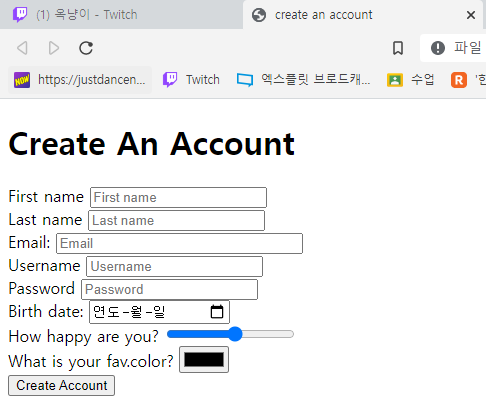 (1) 옥냥이 - Twitch
create an account
파일
NOW https://justdancen... Twitch 엑스플릿 브로드캐... 수업 R '한
Create An Account
First name First name
Last name Last name
Email: Email
Username Username
Password Password
Birth date: 연도-월-일
How happy are you?
What is your fav.color?
Create Account